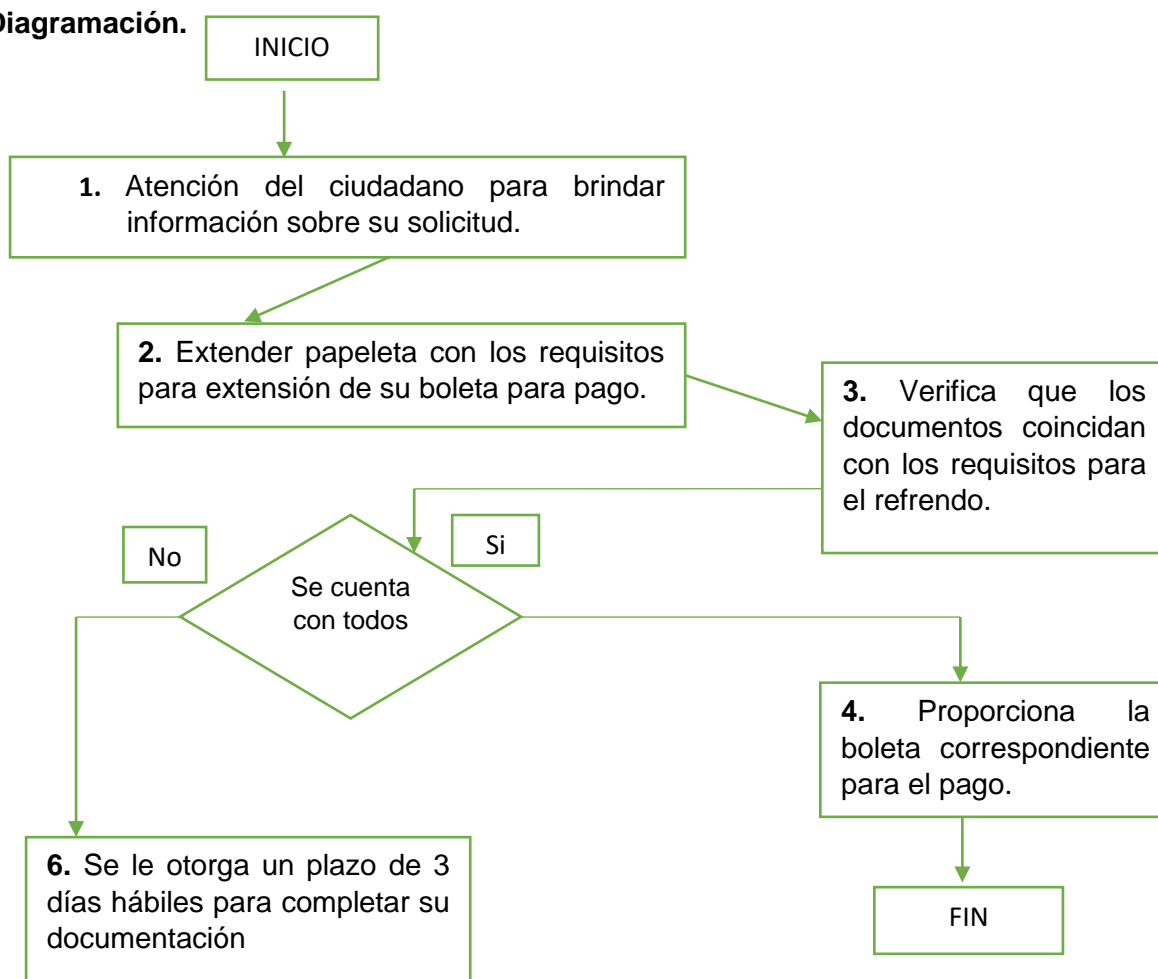 Diagramación.
INICIO
1. Atención del ciudadano para brindar
información sobre su solicitud.
2. Extender papeleta con los requisitos
para extensión de su boleta para pago.
3. Verifica que los
documentos coincidan
con los requisitos para
el refrendo.
No
Si
Se cuenta
con todos
4. Proporciona la
boleta correspondiente
para el pago.
6. Se le otorga un plazo de 3
días hábiles para completar su
documentación
FIN